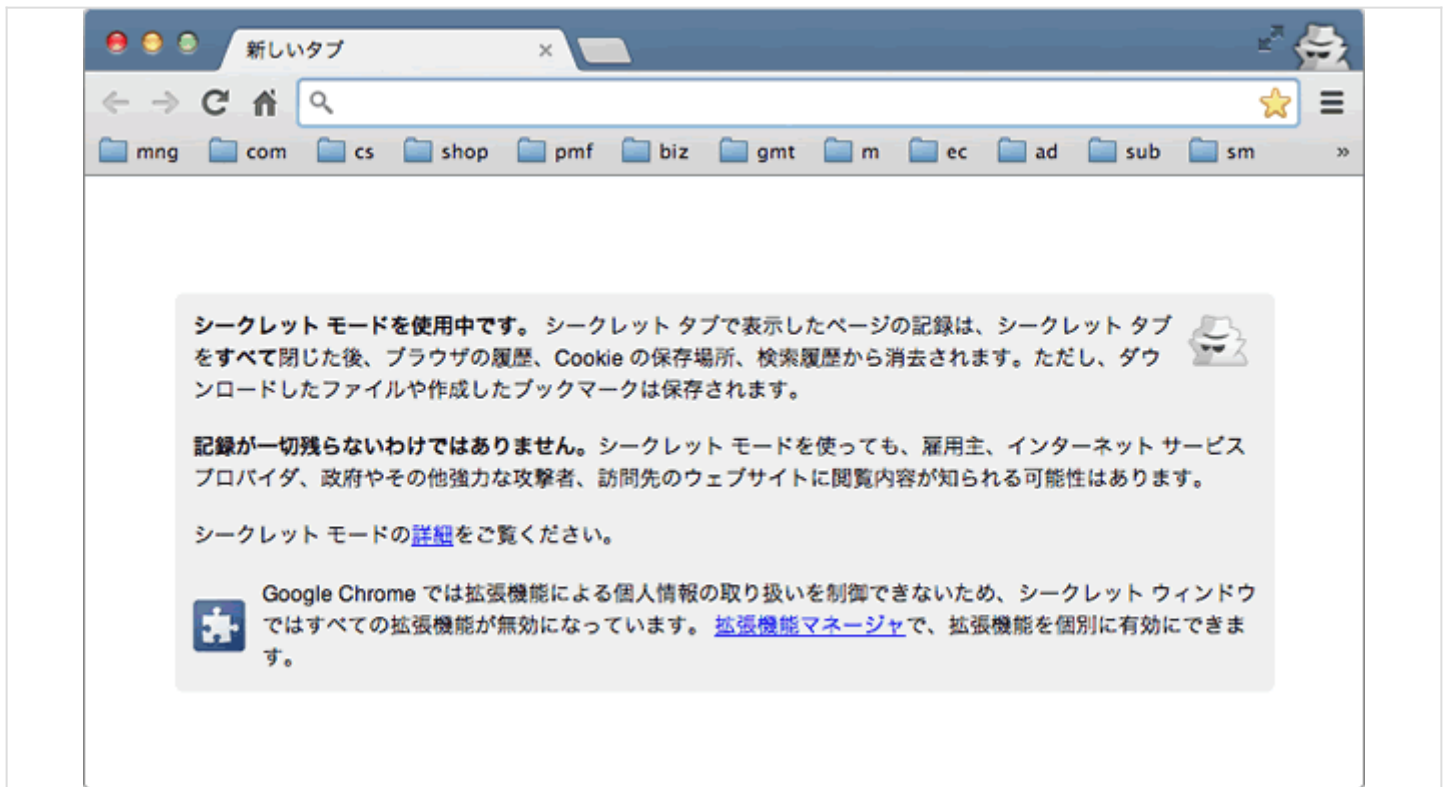 新しいタブ
mng com cs shop pmf biz gmt m ec ad sub sm »
シークレット モードを使用中です。 シークレット タブで表示したページの記録は、シークレット タブ
をすべて閉じた後、ブラウザの履歴、Cookie の保存場所、検索履歴から消去されます。ただし、ダウ
ンロードしたファイルや作成したブックマークは保存されます。
記録が一切残らないわけではありません。シークレット モードを使っても、雇用主、インターネット サービス
プロバイダ、政府やその他強力な攻撃者、訪問先のウェブサイトに閲覧内容が知られる可能性はあります。
シークレット モードの詳細をご覧ください。
Google Chrome では拡張機能による個人情報の取り扱いを制御できないため、シークレット ウィンドウ
ではすべての拡張機能が無効になっています。 拡張機能マネージャで、拡張機能を個別に有効にできま
す。